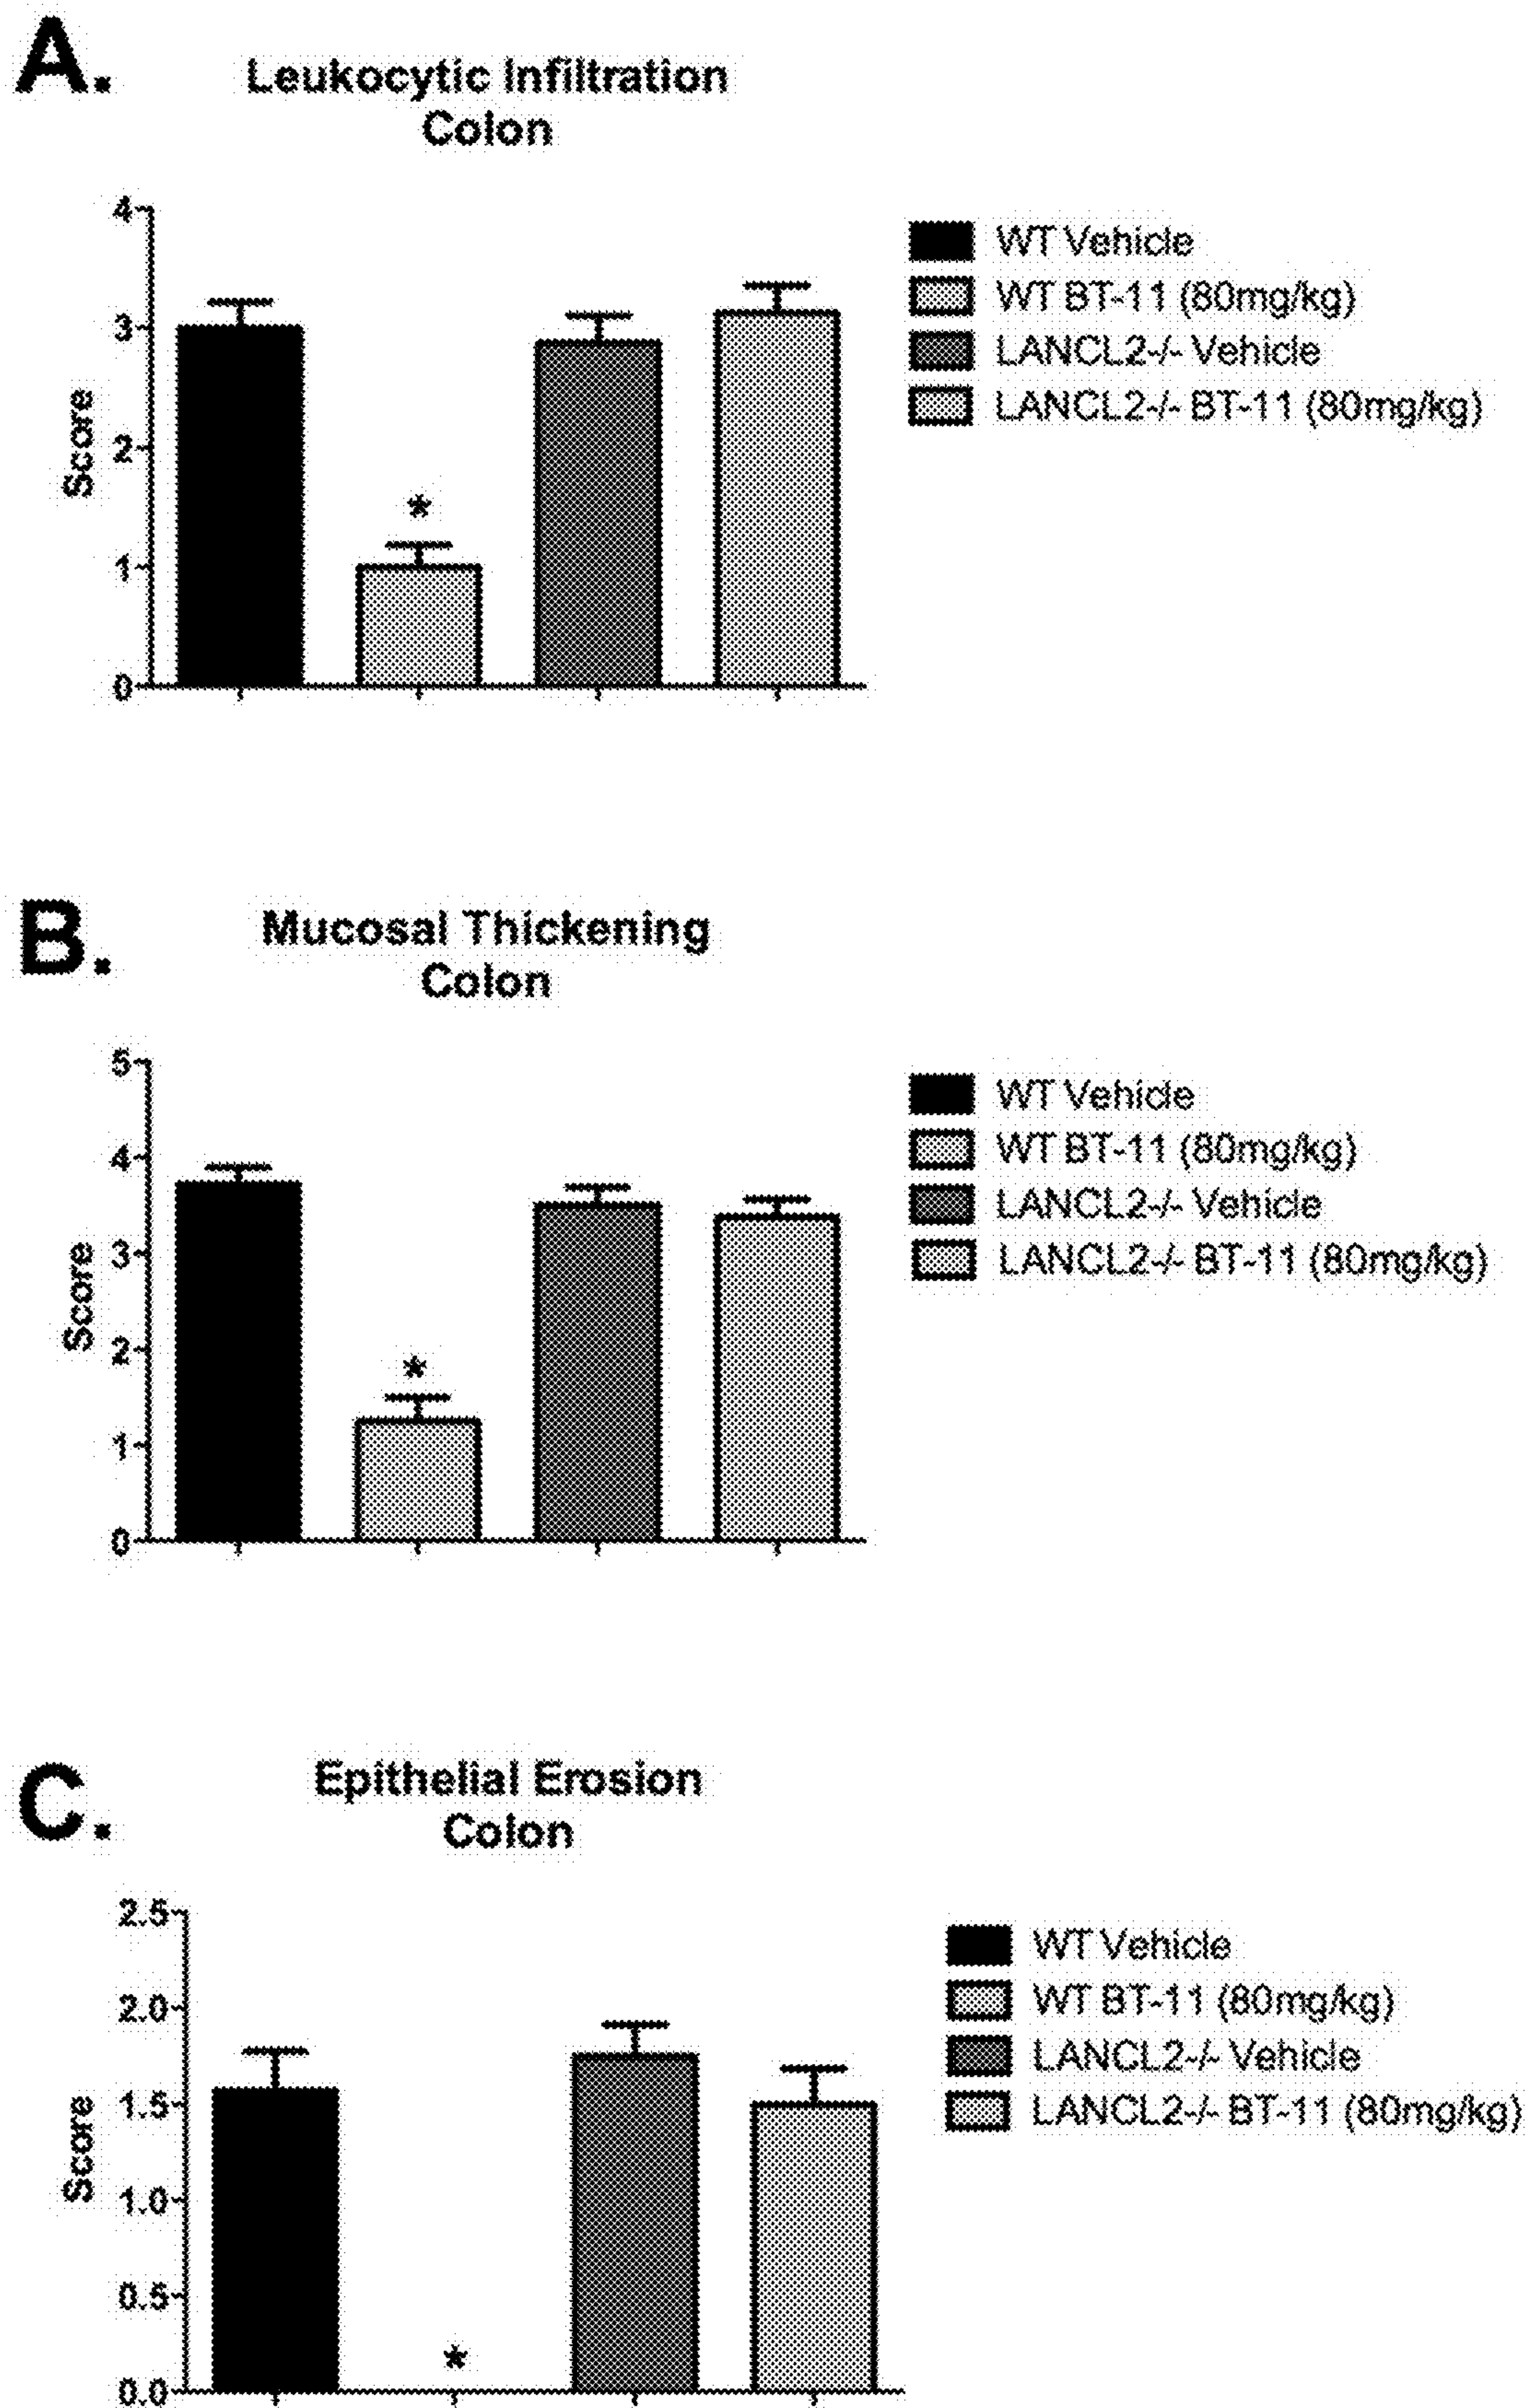 A.
Leukocytic Infiltration
Colon
4
3
2
1
0
Score
*
WT Vehicle
WT BT-11 (80mg/kg)
LANCL2-/- Vehicle
LANCL2-/- BT-11 (80mg/kg)
B.
Mucosal Thickening
Colon
5
4
3
2
1
0
Score
*
WT Vehicle
WT BT-11 (80mg/kg)
LANCL2-/- Vehicle
LANCL2-/- BT-11 (80mg/kg)
C.
Epithelial Erosion
Colon
2.5
2.0
1.5
1.0
0.5
0.0
Score
*
WT Vehicle
WT BT-11 (80mg/kg)
LANCL2-/- Vehicle
LANCL2-/- BT-11 (80mg/kg)